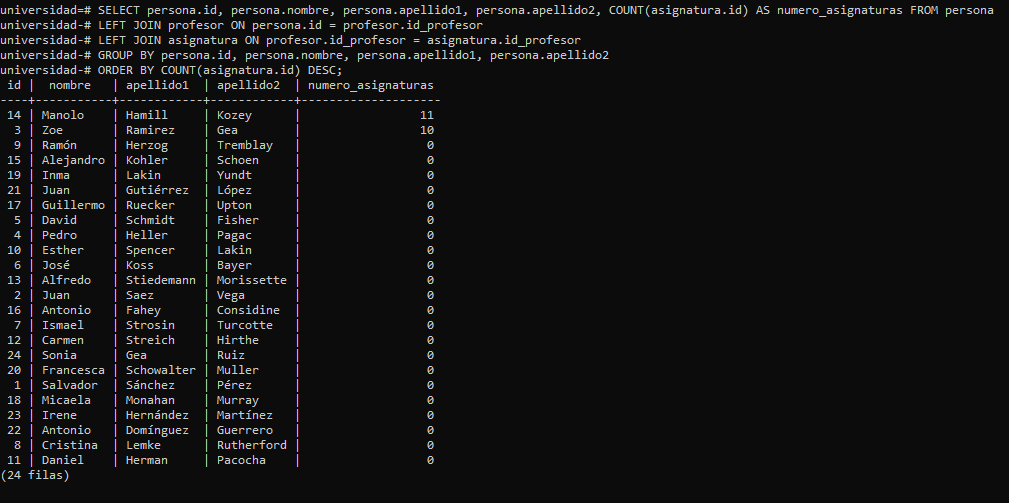 universidad=# SELECT persona.id, persona.nombre, persona.apellido1, persona.apellido2, COUNT(asignatura.id) AS numero_asignaturas FROM persona
universidad-# LEFT JOIN profesor ON persona.id = profesor.id_profesor
universidad-# LEFT JOIN asignatura ON profesor.id_profesor = asignatura.id_profesor
universidad-# GROUP BY persona.id, persona.nombre, persona.apellido1, persona.apellido2
universidad-# ORDER BY COUNT(asignatura.id) DESC;
 id |  nombre   | apellido1  | apellido2  | numero_asignaturas
----+-----------+------------+------------+--------------------
 14 | Manolo    | Hamill     | Kozey      |                 11
  3 | Zoe       | Ramirez    | Gea        |                 10
  9 | Ramón     | Herzog     | Tremblay   |                  0
 15 | Alejandro | Kohler     | Schoen     |                  0
 19 | Inma      | Lakin      | Yundt      |                  0
 21 | Juan      | Gutiérrez  | López      |                  0
 17 | Guillermo | Ruecker    | Upton      |                  0
  5 | David     | Schmidt    | Fisher     |                  0
  4 | Pedro     | Heller     | Pagac      |                  0
 10 | Esther    | Spencer    | Lakin      |                  0
  6 | José      | Koss       | Bayer      |                  0
 13 | Alfredo   | Stiedemann | Morissette |                  0
  2 | Juan      | Saez       | Vega       |                  0
 16 | Antonio   | Fahey      | Considine  |                  0
  7 | Ismael    | Strosin    | Turcotte   |                  0
 12 | Carmen    | Streich    | Hirthe     |                  0
 24 | Sonia     | Gea        | Ruiz       |                  0
 20 | Francesca | Schowalter | Muller     |                  0
  1 | Salvador  | Sánchez    | Pérez      |                  0
 18 | Micaela   | Monahan    | Murray     |                  0
 23 | Irene     | Hernández  | Martínez   |                  0
 22 | Antonio   | Domínguez  | Guerrero   |                  0
  8 | Cristina  | Lemke      | Rutherford |                  0
 11 | Daniel    | Herman     | Pacocha    |                  0
(24 filas)